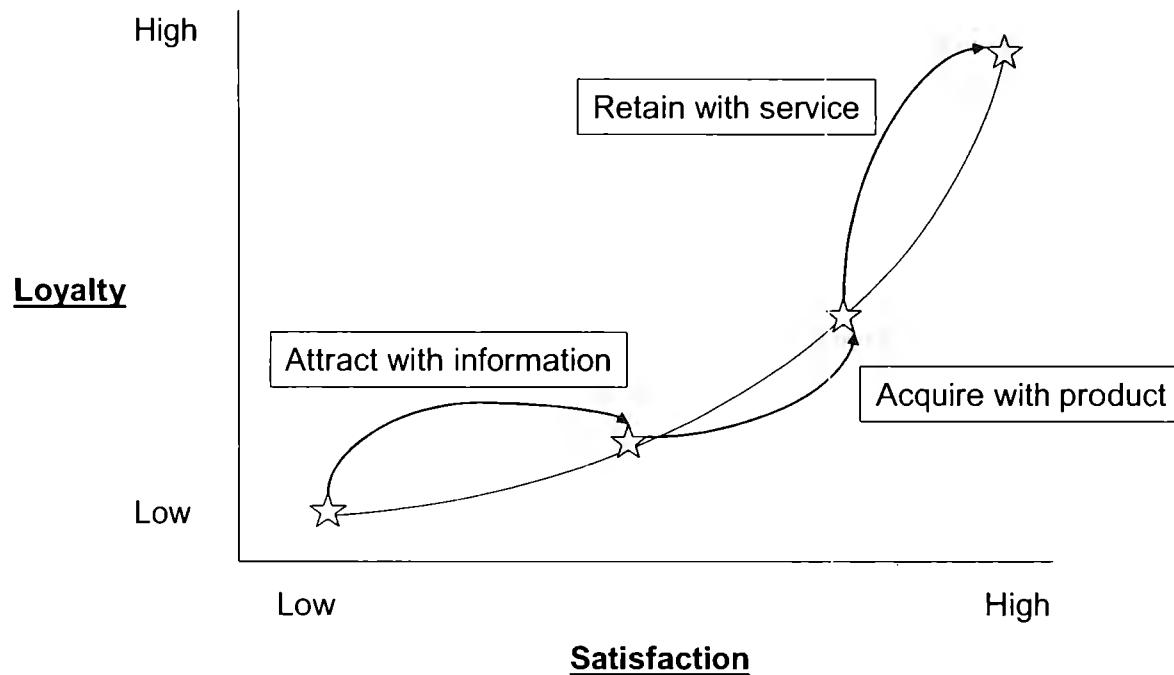 High
Retain with service
Loyalty
Attract with information
Acquire with product
Low
Low
High
Satisfaction